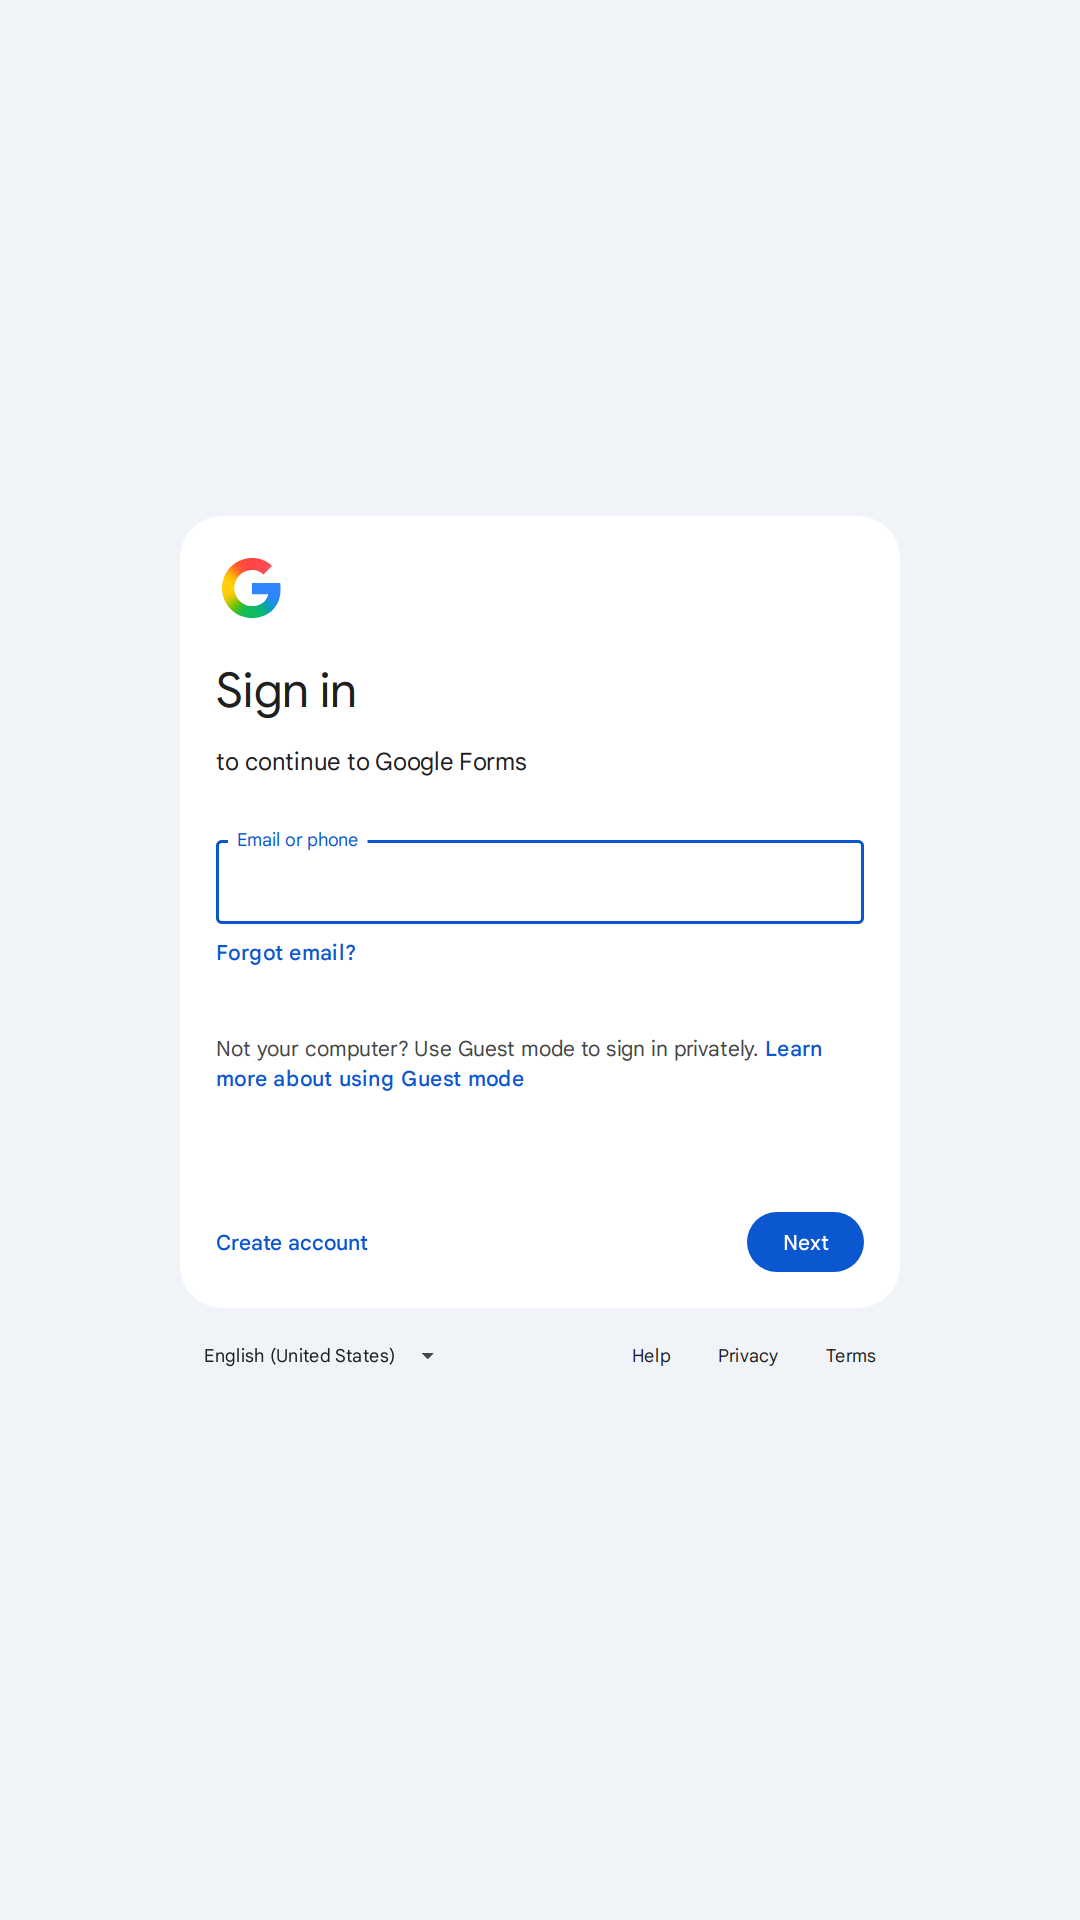 Sign in
to continue to Google Forms
Email or phone
Forgot email?
Not your computer? Use Guest mode to sign in privately. Learn
more about using Guest mode
Create account
Next
English (United States)
Help
Privacy
Terms